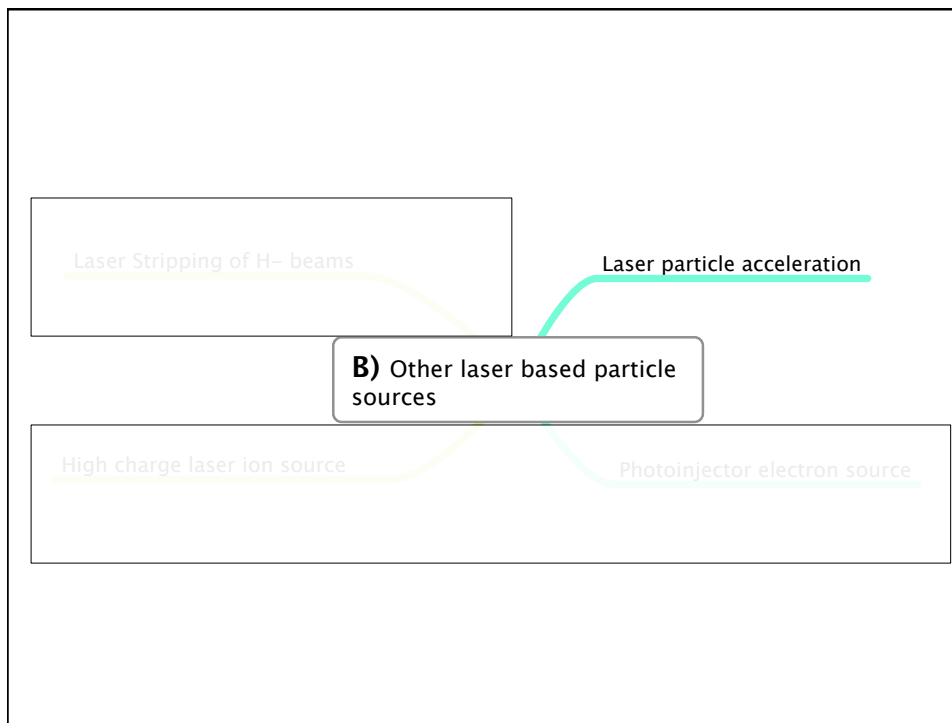 Laser Stripping of H- beams
Laser particle acceleration
B) Other laser based particle
sources
High charge laser ion source
Photoinjector electron source